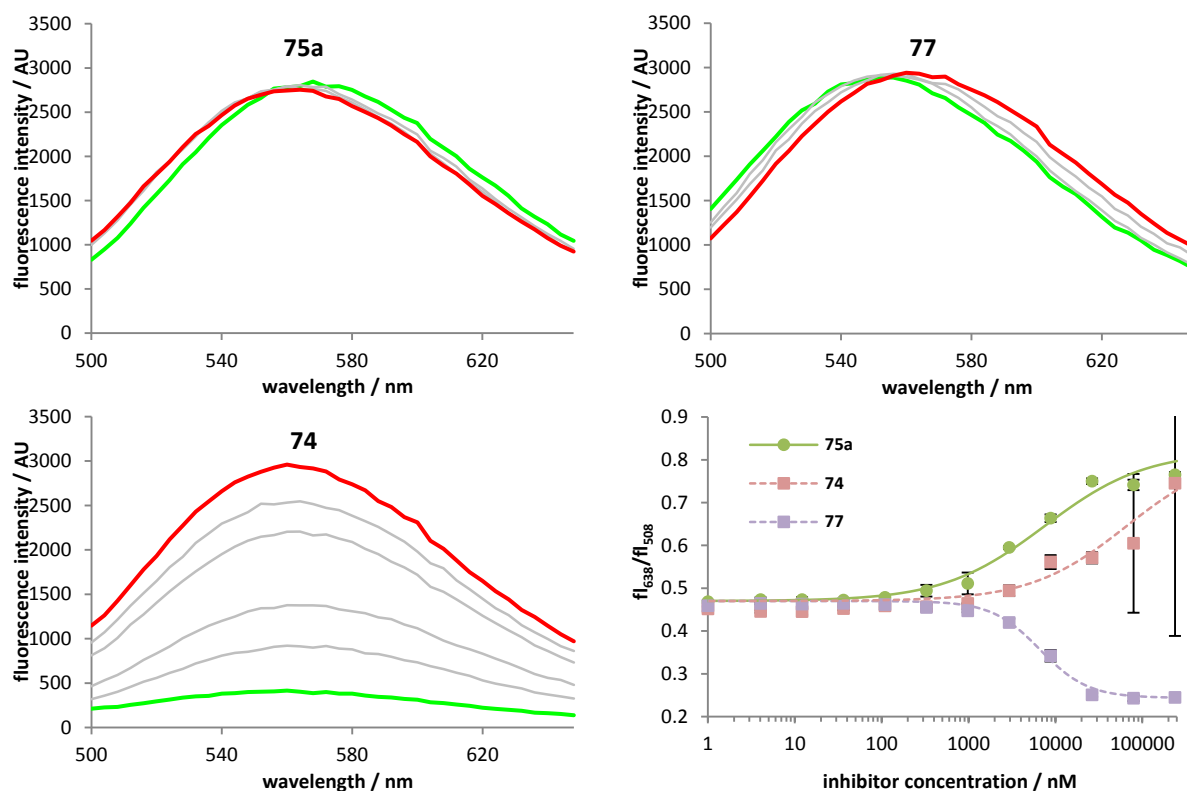 75a
fluorescence intensity / AU
3500
3000
2500
2000
1500
1000
500
0
500 540 580 620
wavelength / nm
77
fluorescence intensity / AU
3500
3000
2500
2000
1500
1000
500
0
500 540 580 620
wavelength / nm
74
fluorescence intensity / AU
3500
3000
2500
2000
1500
1000
500
0
500 540 580 620
wavelength / nm
fl638/fl508
0.9
0.8
0.7
0.6
0.5
0.4
0.3
0.2
75a
74
77
1 10 100 1000 10000 100000
inhibitor concentration / nM